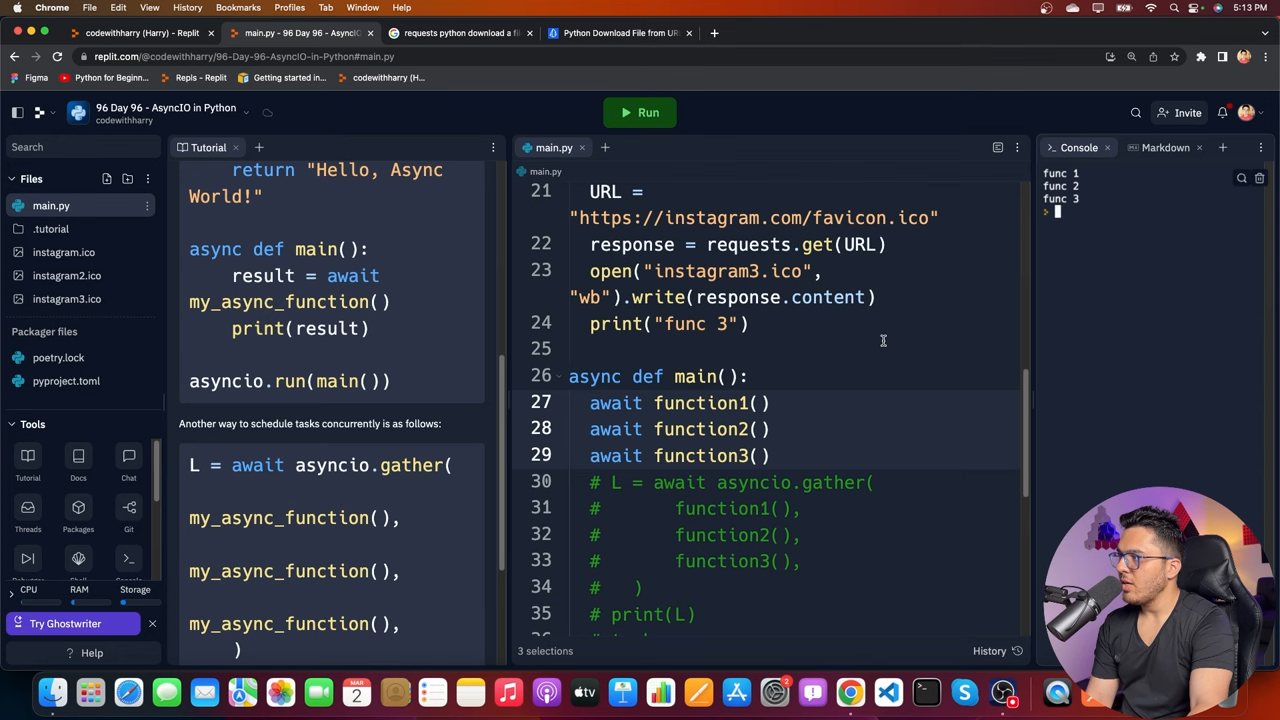 Chrome File Edit View History Bookmarks Profiles Tab Window Help 5:13 PM
codewithharry (Harry) - Replit
main.py - 96 Day 96 - AsyncIO
requests python download a fi
Python Download File from UR
replit.com/@codewithharry/96-Day-96-AsyncIO-in-Python#main.py
Figma
Python for Beginn...
Repls - Replit
Getting started in...
codewithharry (H...
96 Day 96 - AsyncIO in Python
codewithharry
Run
Invite
Search
Files
main.py
.tutorial
instagram.ico
instagram2.ico
instagram3.ico
Packager files
poetry.lock
pyproject.toml
Tools
Tutorial Docs Chat
Threads Packages Git
CPU RAM Storage
Try Ghostwriter
Help
Tutorial
return "Hello, Async
World!"
async def main():
result = await
my_async_function()
print(result)
asyncio.run(main())
Another way to schedule tasks concurrently is as follows:
L = await asyncio.gather(
my_async_function(),
my_async_function(),
my_async_function(),
)
main.py
main.py
21 URL =
"https://instagram.com/favicon.ico"
22 response = requests.get(URL)
23 open("instagram3.ico",
"wb").write(response.content)
24 print("func 3")
25
26 async def main():
27 await function1()
28 await function2()
29 await function3()
30 # L = await asyncio.gather(
31 # function1(),
32 # function2(),
33 # function3(),
34 # )
35 # print(L)
3 selections
History
Console
Markdown
func 1
func 2
func 3
MAR
2
tv
2